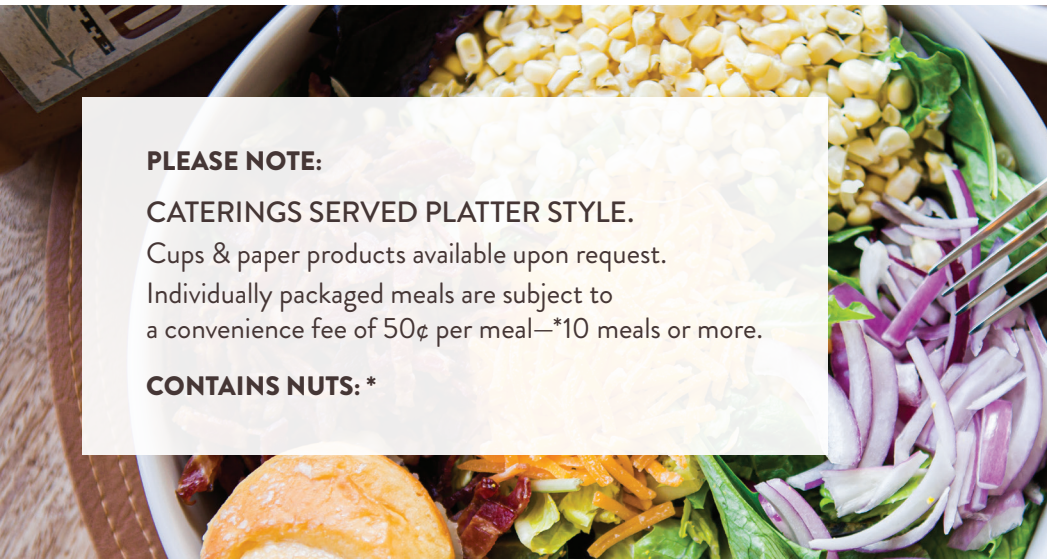 PLEASE NOTE:
CATERINGS SERVED PLATTER STYLE.
Cups & paper products available upon request.
Individually packaged meals are subject to
a convenience fee of 50¢ per meal—*10 meals or more.
CONTAINS NUTS: *